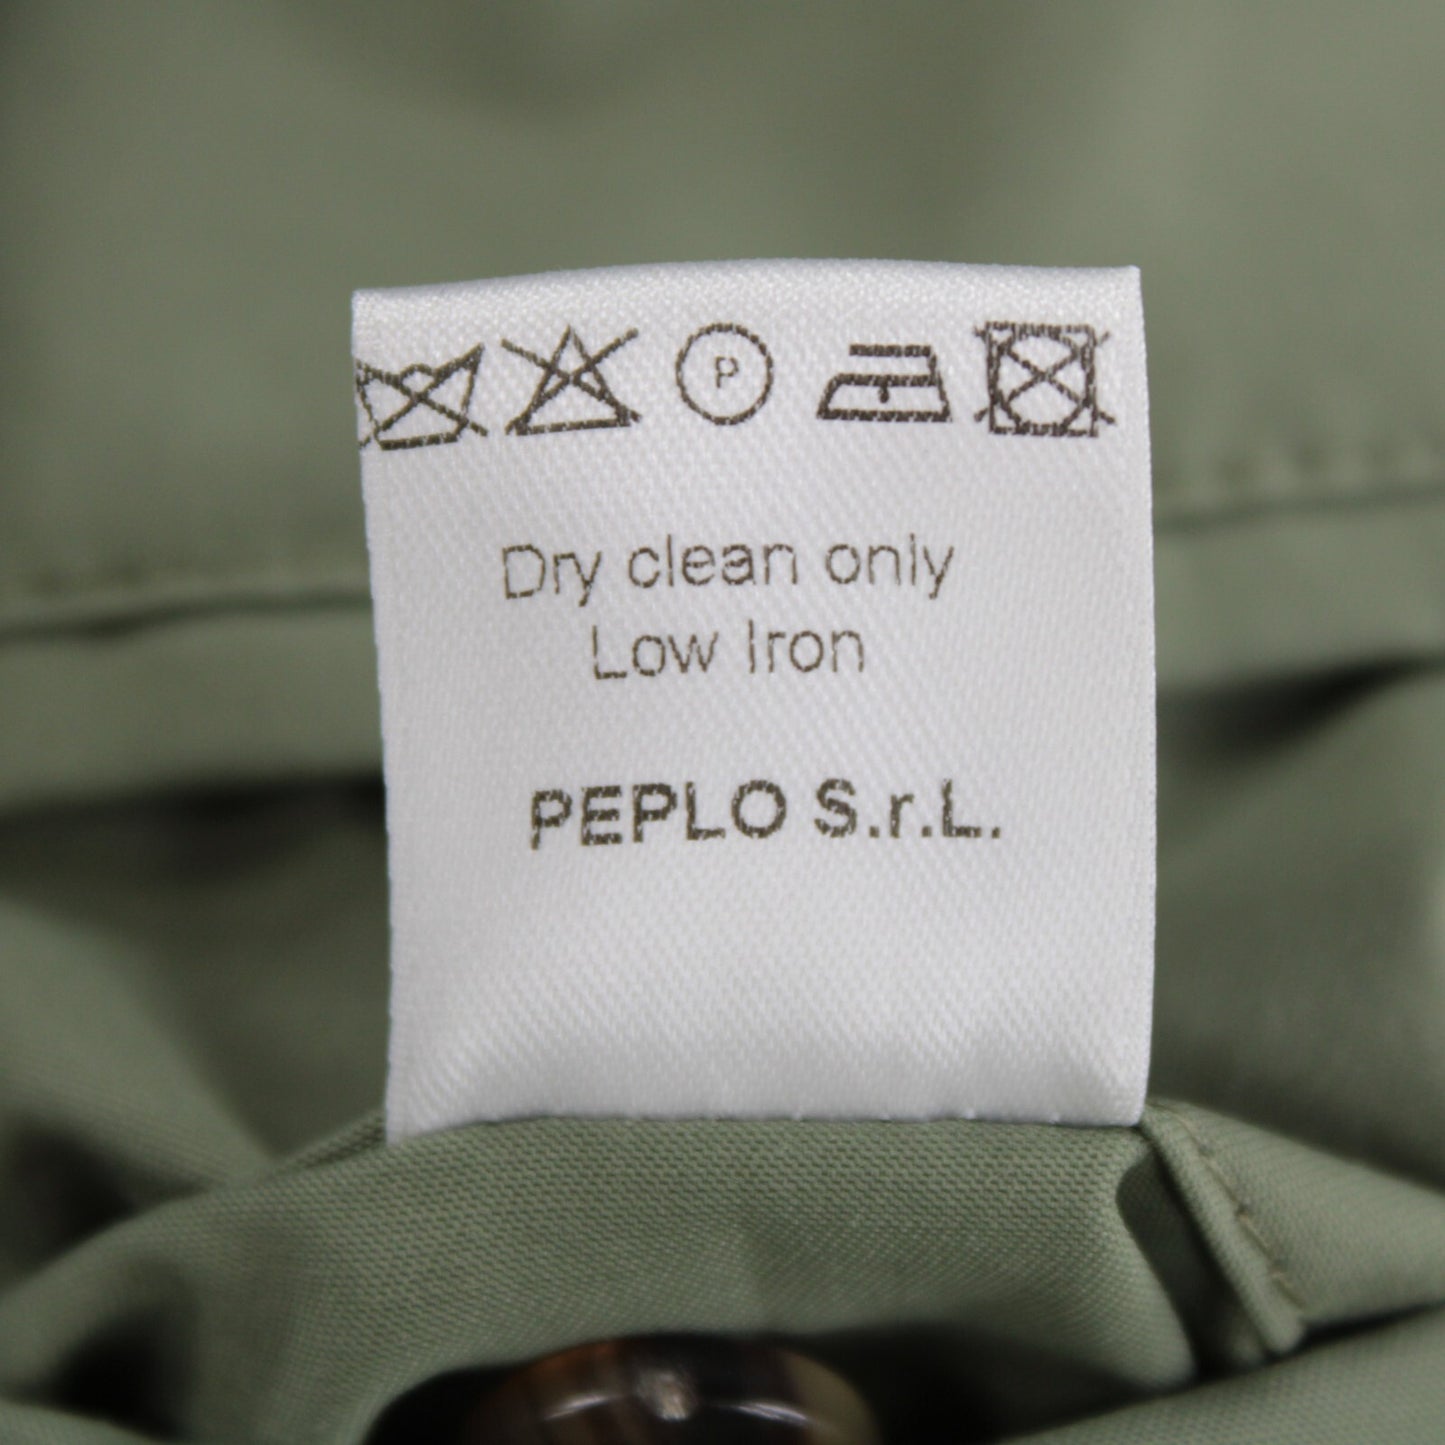 P
Dry clean only
Low Iron
PEPLO S.r.L.